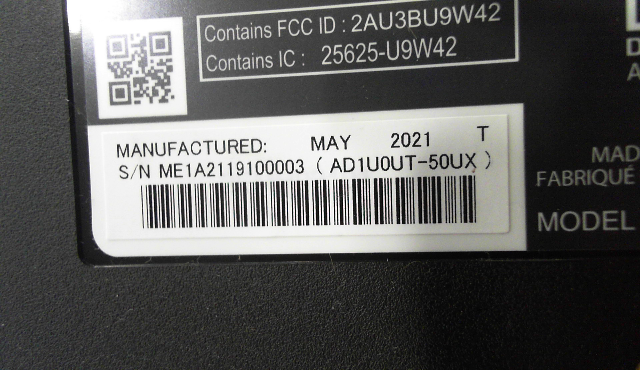 Contains FCC ID : 2AU3BU9W42
Contains IC : 25625-U9W42
MANUFACTURED: MAY 2021 T
S/N ME1A2119100003 ( AD1U0UT-50UX )
MAD
FABRIQUÉ
MODEL